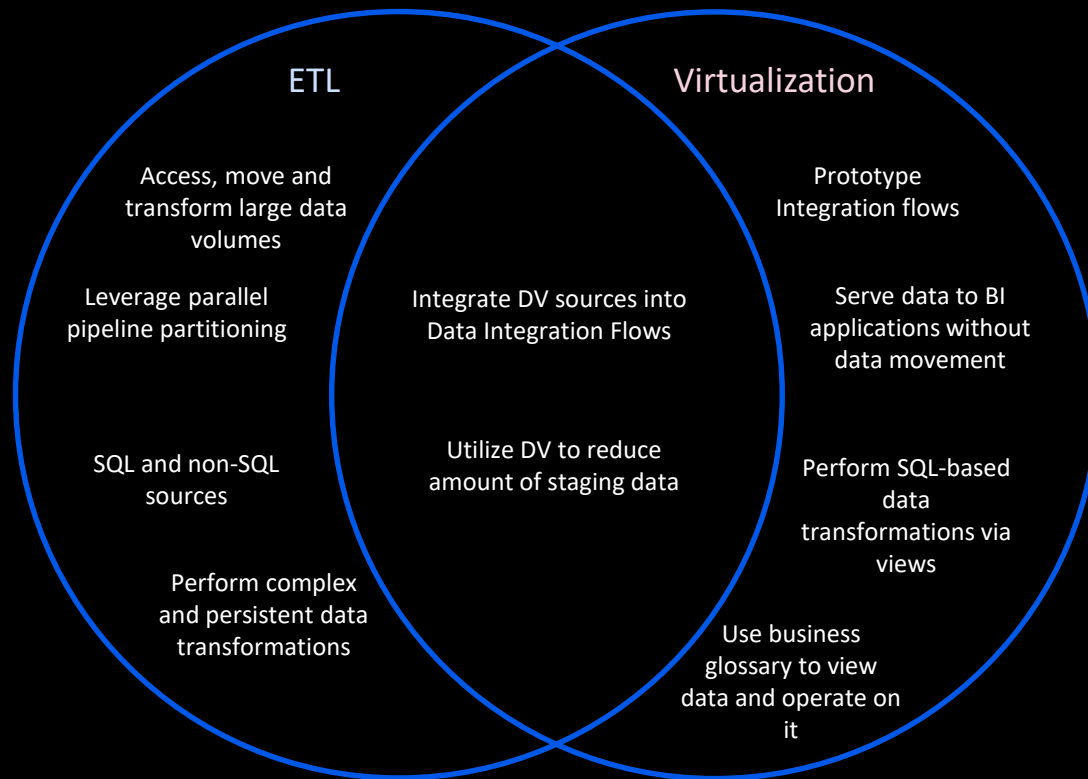 ETL
Access, move and
transform large data
volumes
Leverage parallel
pipeline partitioning
SQL and non-SQL
sources
Perform complex
and persistent data
transformations
Integrate DV sources into
Data Integration Flows
Utilize DV to reduce
amount of staging data
Virtualization
Prototype
Integration flows
Serve data to BI
applications without
data movement
Perform SQL-based
data
transformations via
views
Use business
glossary to view
data and operate on
it